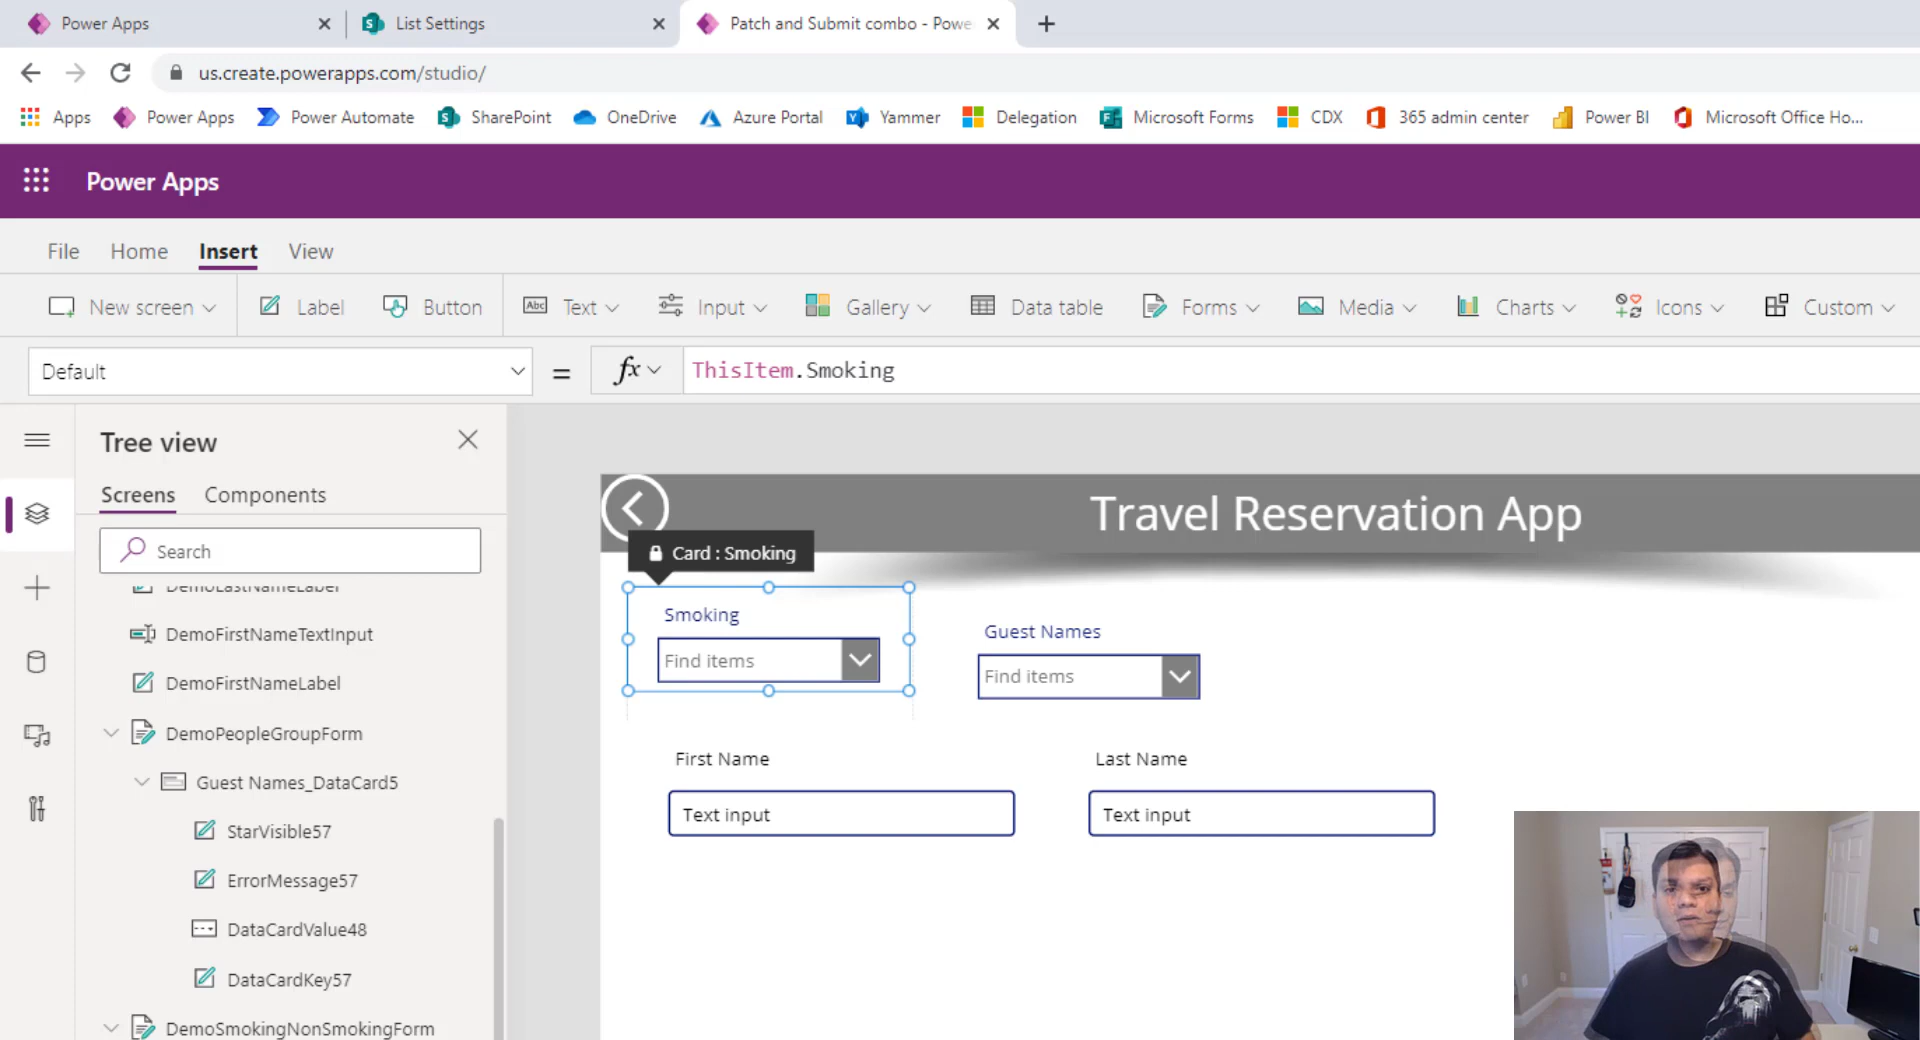 Power Apps
List Settings
Patch and Submit combo - Powe
us.create.powerapps.com/studio/
Apps
Power Apps
Power Automate
SharePoint
OneDrive
Azure Portal
Yammer
Delegation
Microsoft Forms
CDX
365 admin center
Power BI
Microsoft Office Ho...
Power Apps
File
Home
Insert
View
New screen
Label
Button
Abc
Text
Input
Gallery
Data table
Forms
Media
Charts
Icons
Custom
Default
=
fx
ThisItem.Smoking
Tree view
Screens
Components
Search
DemoLastNameLabel
DemoFirstNameTextInput
DemoFirstNameLabel
DemoPeopleGroupForm
Guest Names_DataCard5
StarVisible57
ErrorMessage57
DataCardValue48
DataCardKey57
DemoSmokingNonSmokingForm
Travel Reservation App
Card : Smoking
Smoking
Find items
Guest Names
Find items
First Name
Last Name
Text input
Text input